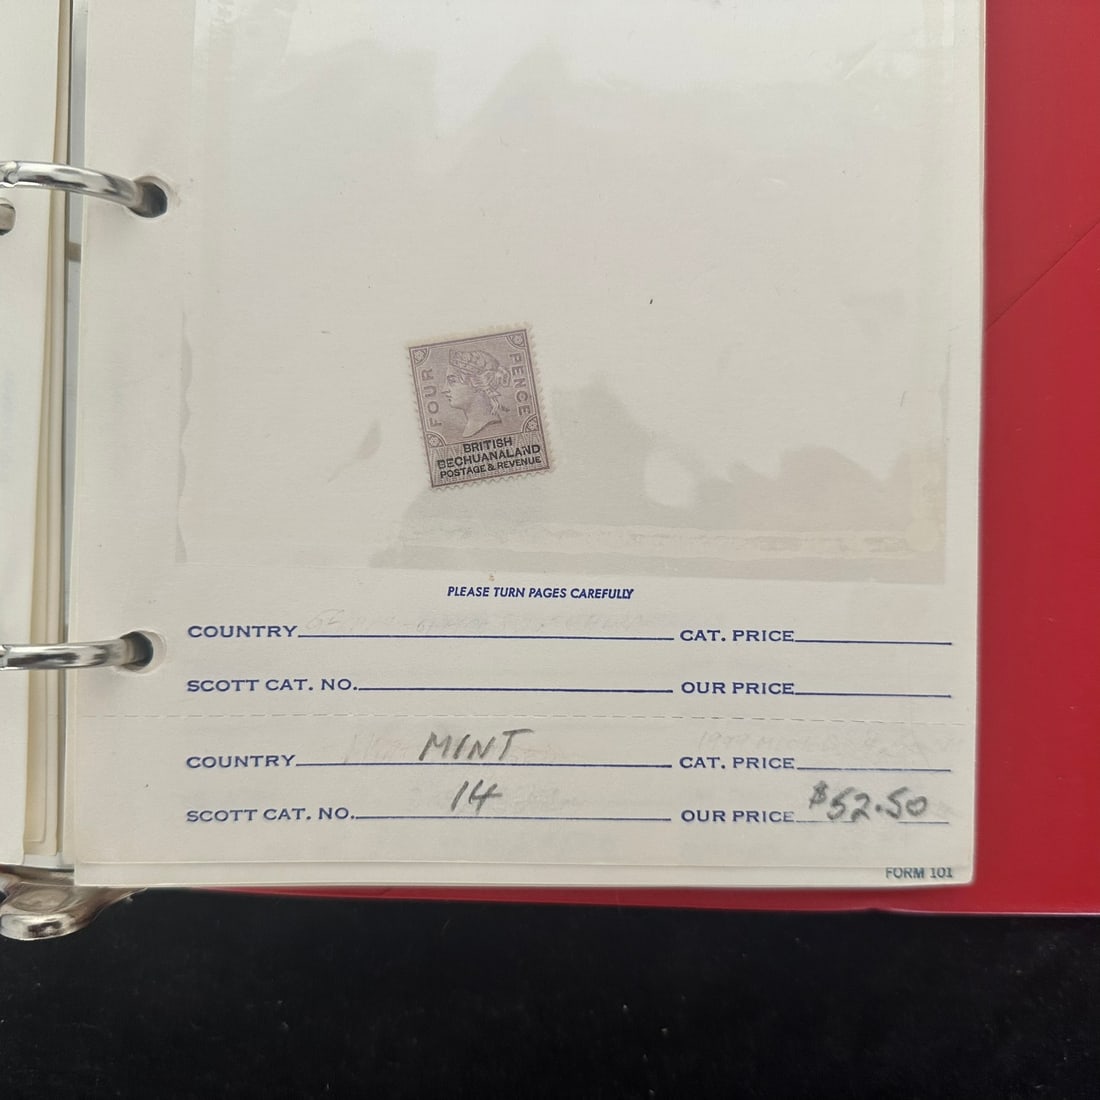 FOUR PENCE
BRITISH
BECHUANALAND
POSTAGE & REVENUE
PLEASE TURN PAGES CAREFULLY
COUNTRY CAT. PRICE
SCOTT CAT. NO. OUR PRICE
COUNTRY MINT CAT. PRICE
SCOTT CAT. NO. 14 OUR PRICE $52.50
FORM 101